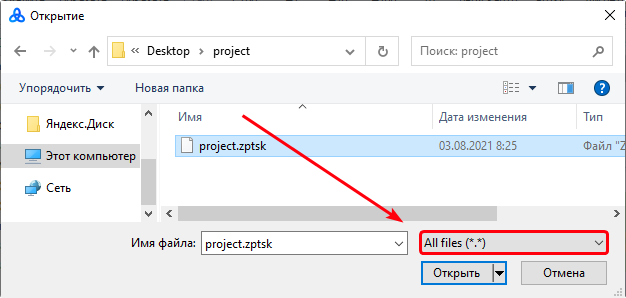 Открытие
« Desktop › project
Поиск: project
Упорядочить
Новая папка
Имя
Дата изменения
Тип
Яндекс.Диск
Этот компьютер
Сеть
project.zptsk
03.08.2021 8:25
Файл "Z
Имя файла:
project.zptsk
All files (*.*)
Открыть
Отмена